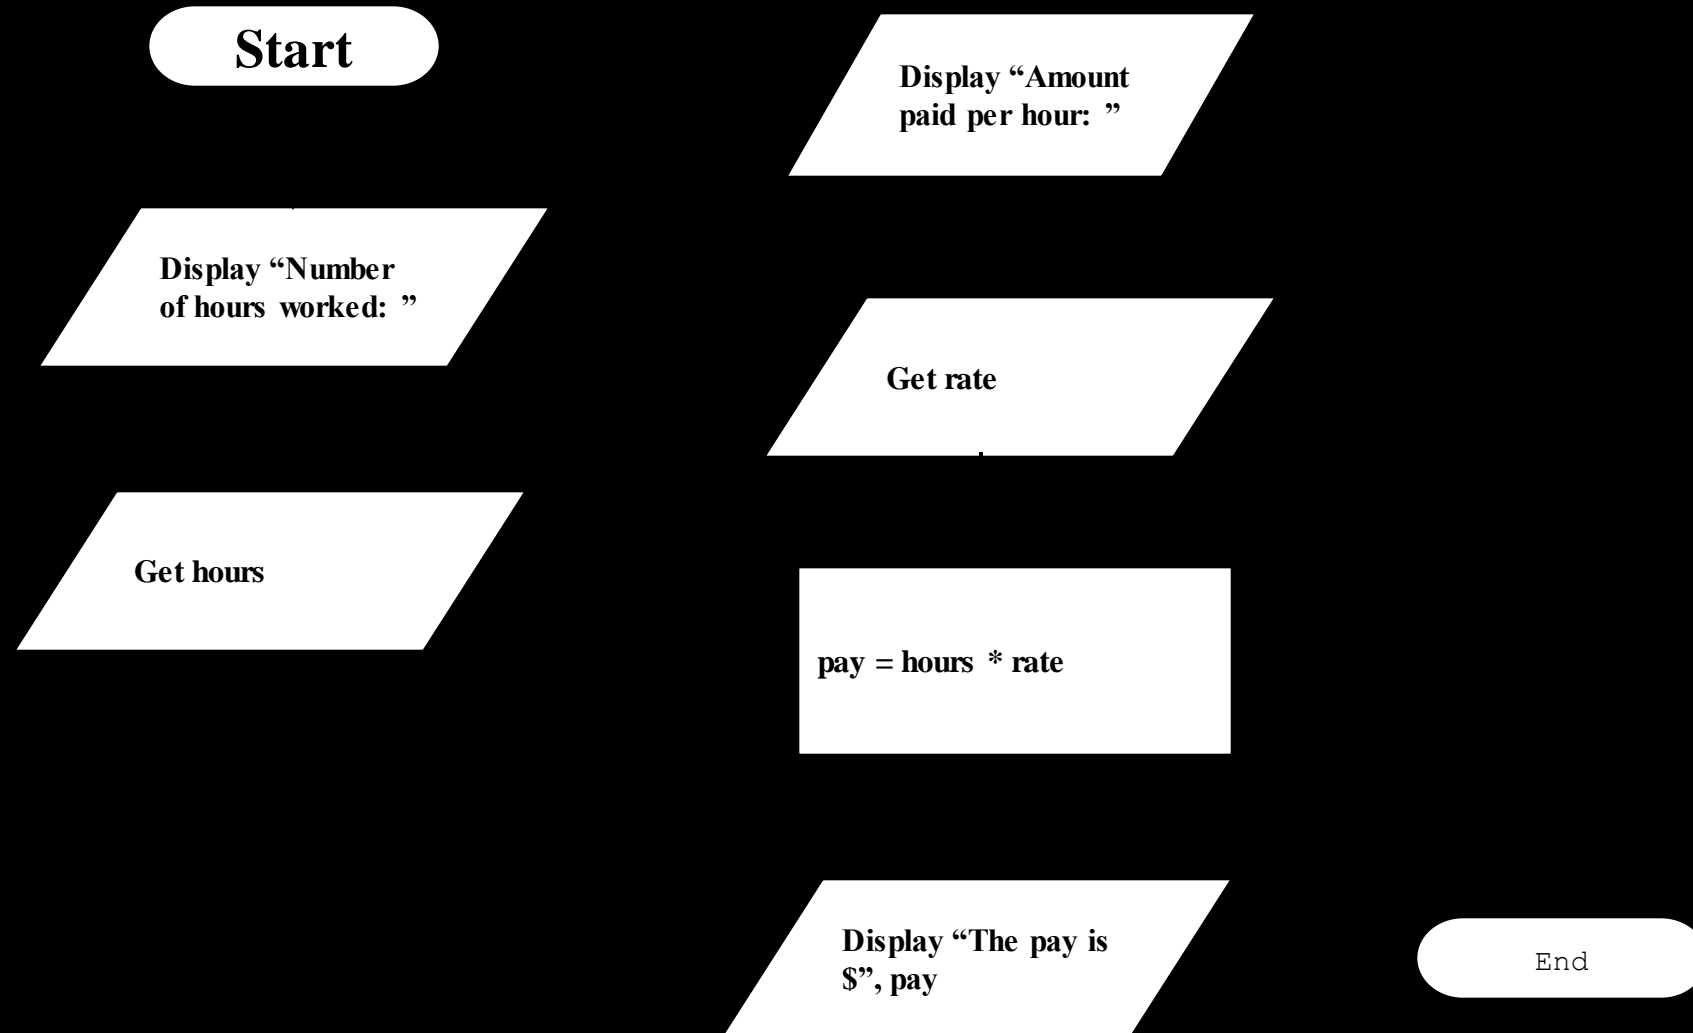 Start
Display “Number
of hours worked: ”
Get hours
Display “Amount
paid per hour: ”
Get rate
pay = hours * rate
Display “The pay is
$”, pay
End